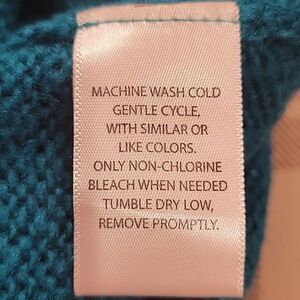 MACHINE WASH COLD
GENTLE CYCLE,
WITH SIMILAR OR
LIKE COLORS.
ONLY NON-CHLORINE
BLEACH WHEN NEEDED
TUMBLE DRY LOW,
REMOVE PROMPTLY.